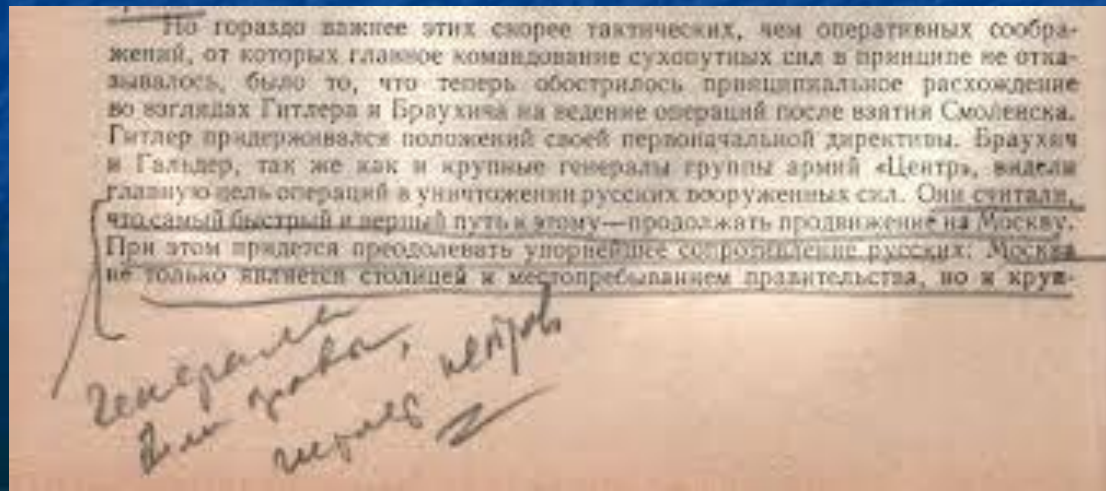 Но гораздо важнее этих скорее тактических, чем оперативных сообра-
жений, от которых главное командование сухопутных сил в принципе не отка-
зывалось, было то, что теперь обострилось принципиальное расхождение
во взглядах Гитлера и Браухича на ведение операций после взятия Смоленска.
Гитлер придерживался положений своей первоначальной директивы. Браухич
и Гальдер, так же как и крупные генералы группы армий «Центр», видели
главную цель операций в уничтожении русских вооруженных сил. Они считали,
что самый быстрый и верный путь к этому—продолжать продвижение на Москву.
При этом придется преодолевать упорнейшее сопротивление русских: Москва
не только является столицей и местопребыванием правительства, но и круп-
Генералы
были правы,
Гитлер неправ